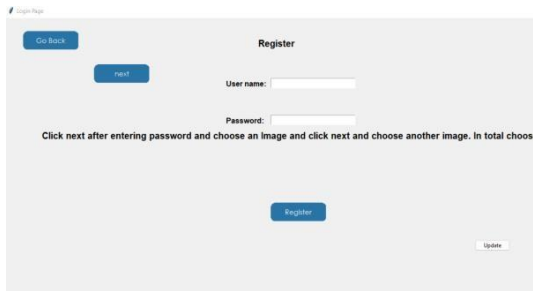 Login Page
Go Back
Register
next
User name:
Password:
Click next after entering password and choose an Image and click next and choose another image. In total choos
Register
Update